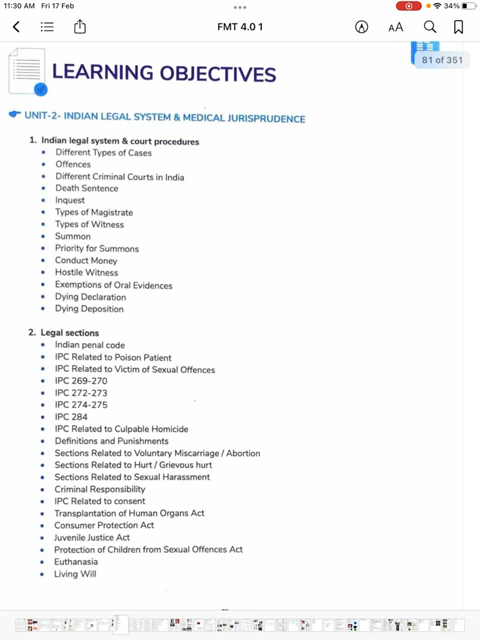 11:30 AM Fri 17 Feb
34%
AA
FMT 4.0 1
81 of 351
LEARNING OBJECTIVES
UNIT-2- INDIAN LEGAL SYSTEM & MEDICAL JURISPRUDENCE
1. Indian legal system & court procedures
• Different Types of Cases
• Offences
• Different Criminal Courts in India
• Death Sentence
• Inquest
• Types of Magistrate
• Types of Witness
• Summon
• Priority for Summons
• Conduct Money
• Hostile Witness
• Exemptions of Oral Evidences
• Dying Declaration
• Dying Deposition
2. Legal sections
• Indian penal code
• IPC Related to Poison Patient
• IPC Related to Victim of Sexual Offences
• IPC 269-270
• IPC 272-273
• IPC 274-275
• IPC 284
• IPC Related to Culpable Homicide
• Definitions and Punishments
• Sections Related to Voluntary Miscarriage / Abortion
• Sections Related to Hurt / Grievous hurt
• Sections Related to Sexual Harassment
• Criminal Responsibility
• IPC Related to consent
• Transplantation of Human Organs Act
• Consumer Protection Act
• Juvenile Justice Act
• Protection of Children from Sexual Offences Act
• Euthanasia
• Living Will